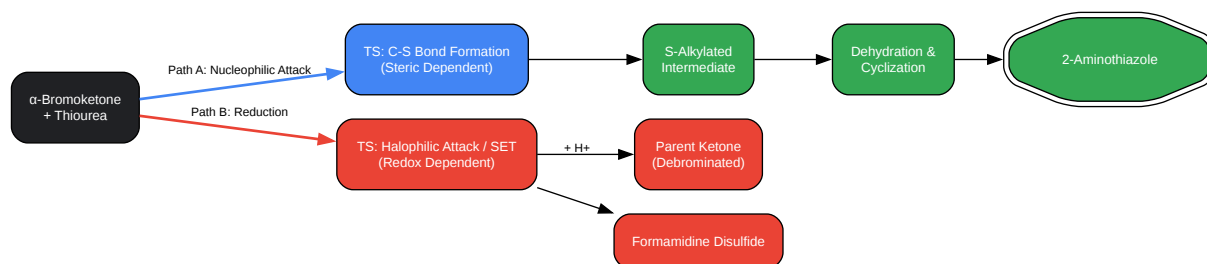 α-Bromoketone
+ Thiourea
Path A: Nucleophilic Attack
Path B: Reduction
TS: C-S Bond Formation
(Steric Dependent)
S-Alkylated
Intermediate
Dehydration &
Cyclization
2-Aminothiazole
TS: Halophilic Attack / SET
(Redox Dependent)
+ H+
Parent Ketone
(Debrominated)
Formamidine Disulfide